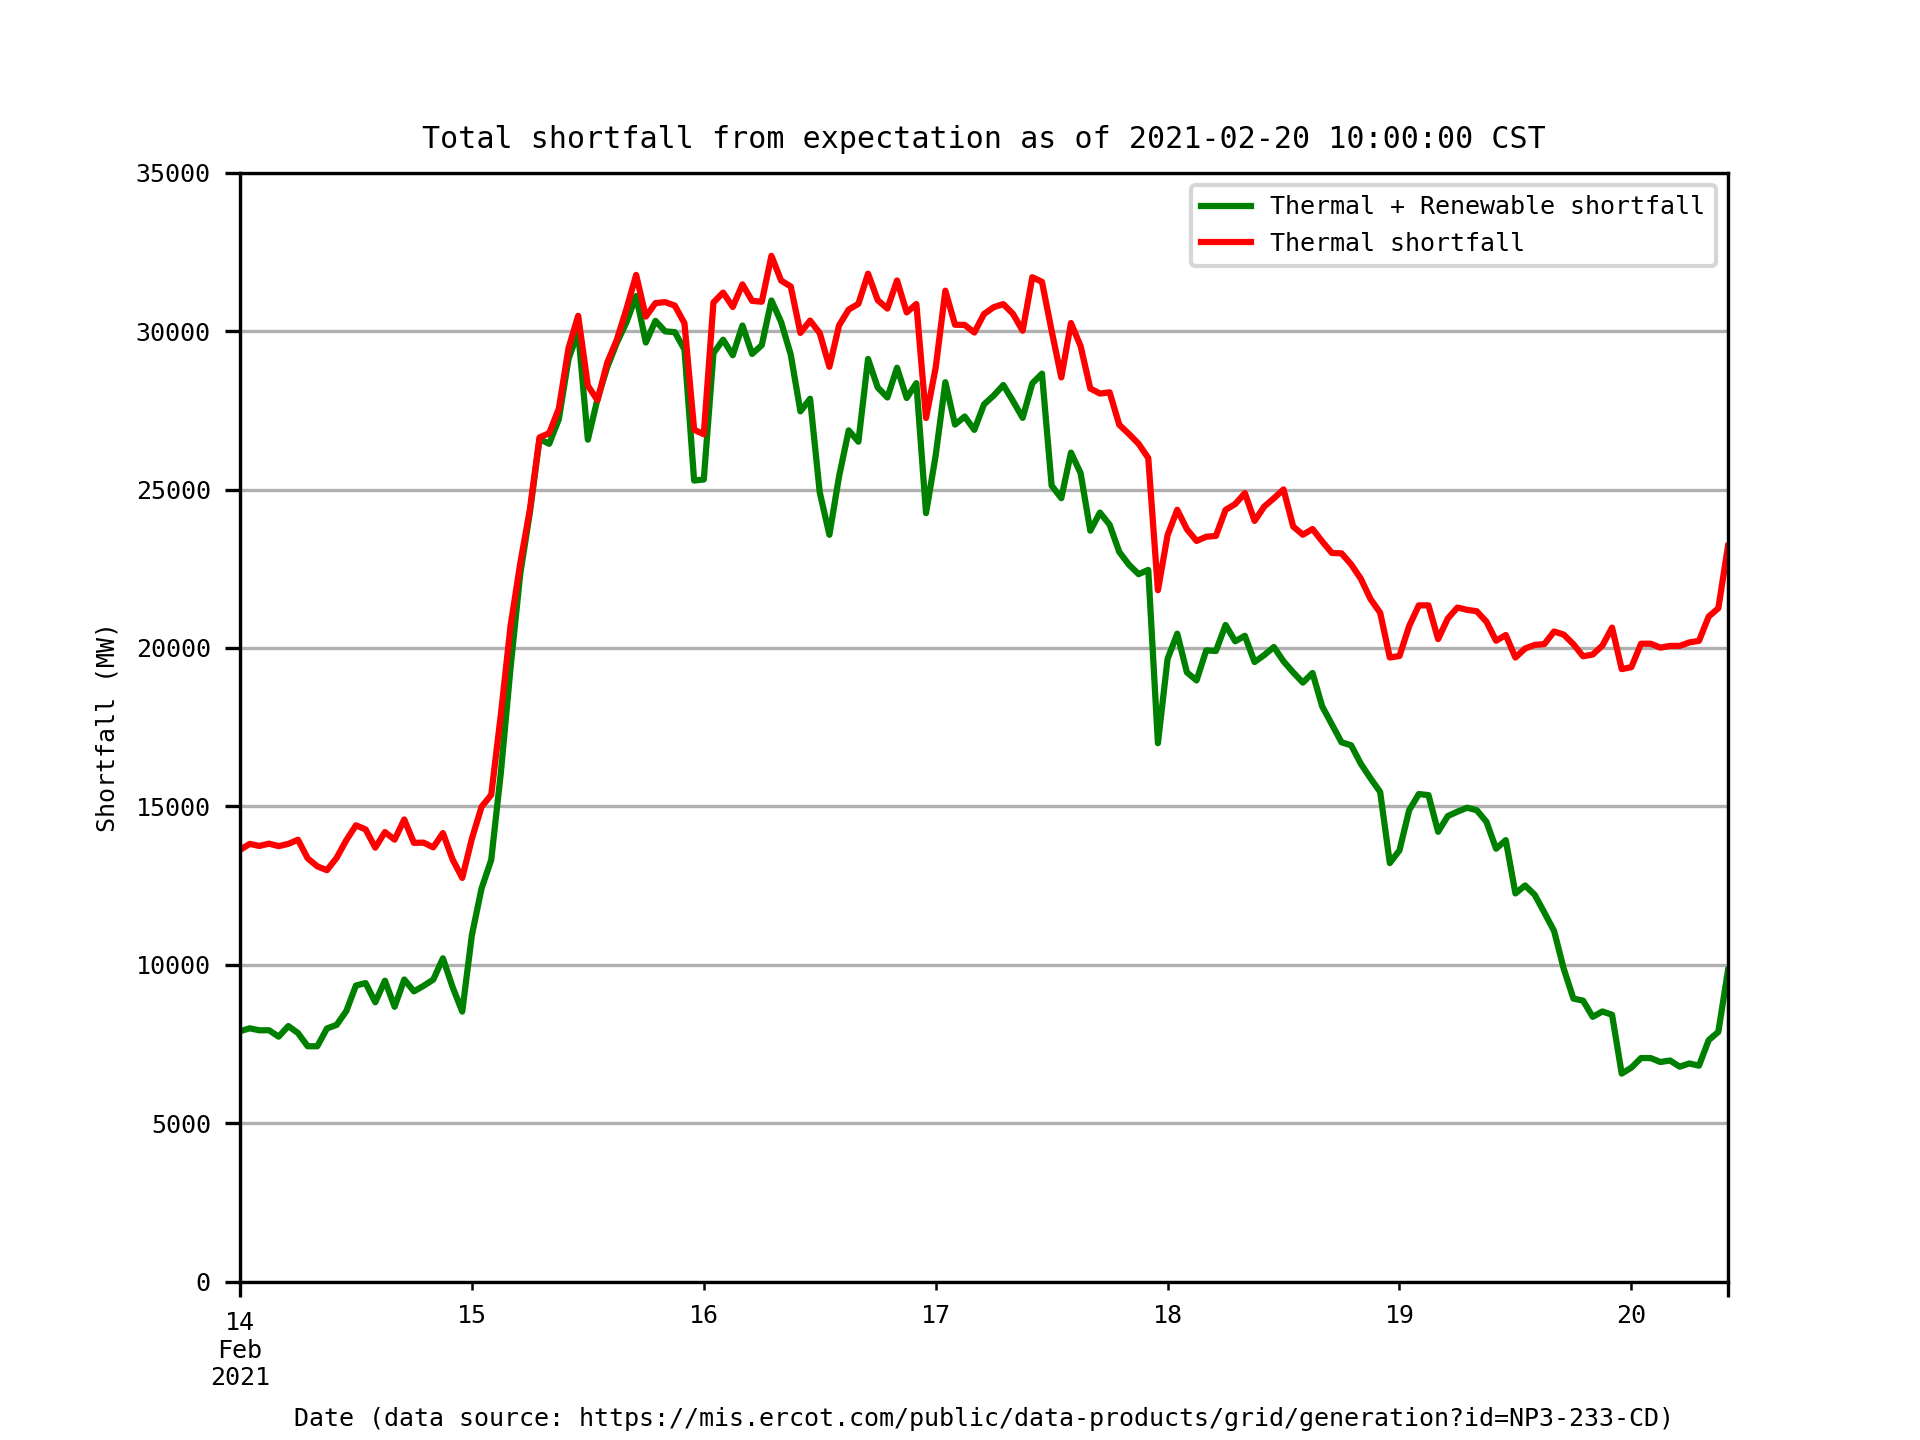 Total shortfall from expectation as of 2021-02-20 10:00:00 CST
Thermal + Renewable shortfall
Thermal shortfall
Shortfall (MW)
35000
30000
25000
20000
15000
10000
5000
0
14 15 16 17 18 19 20
Feb
2021
Date (data source: https://mis.ercot.com/public/data-products/grid/generation?id=NP3-233-CD)